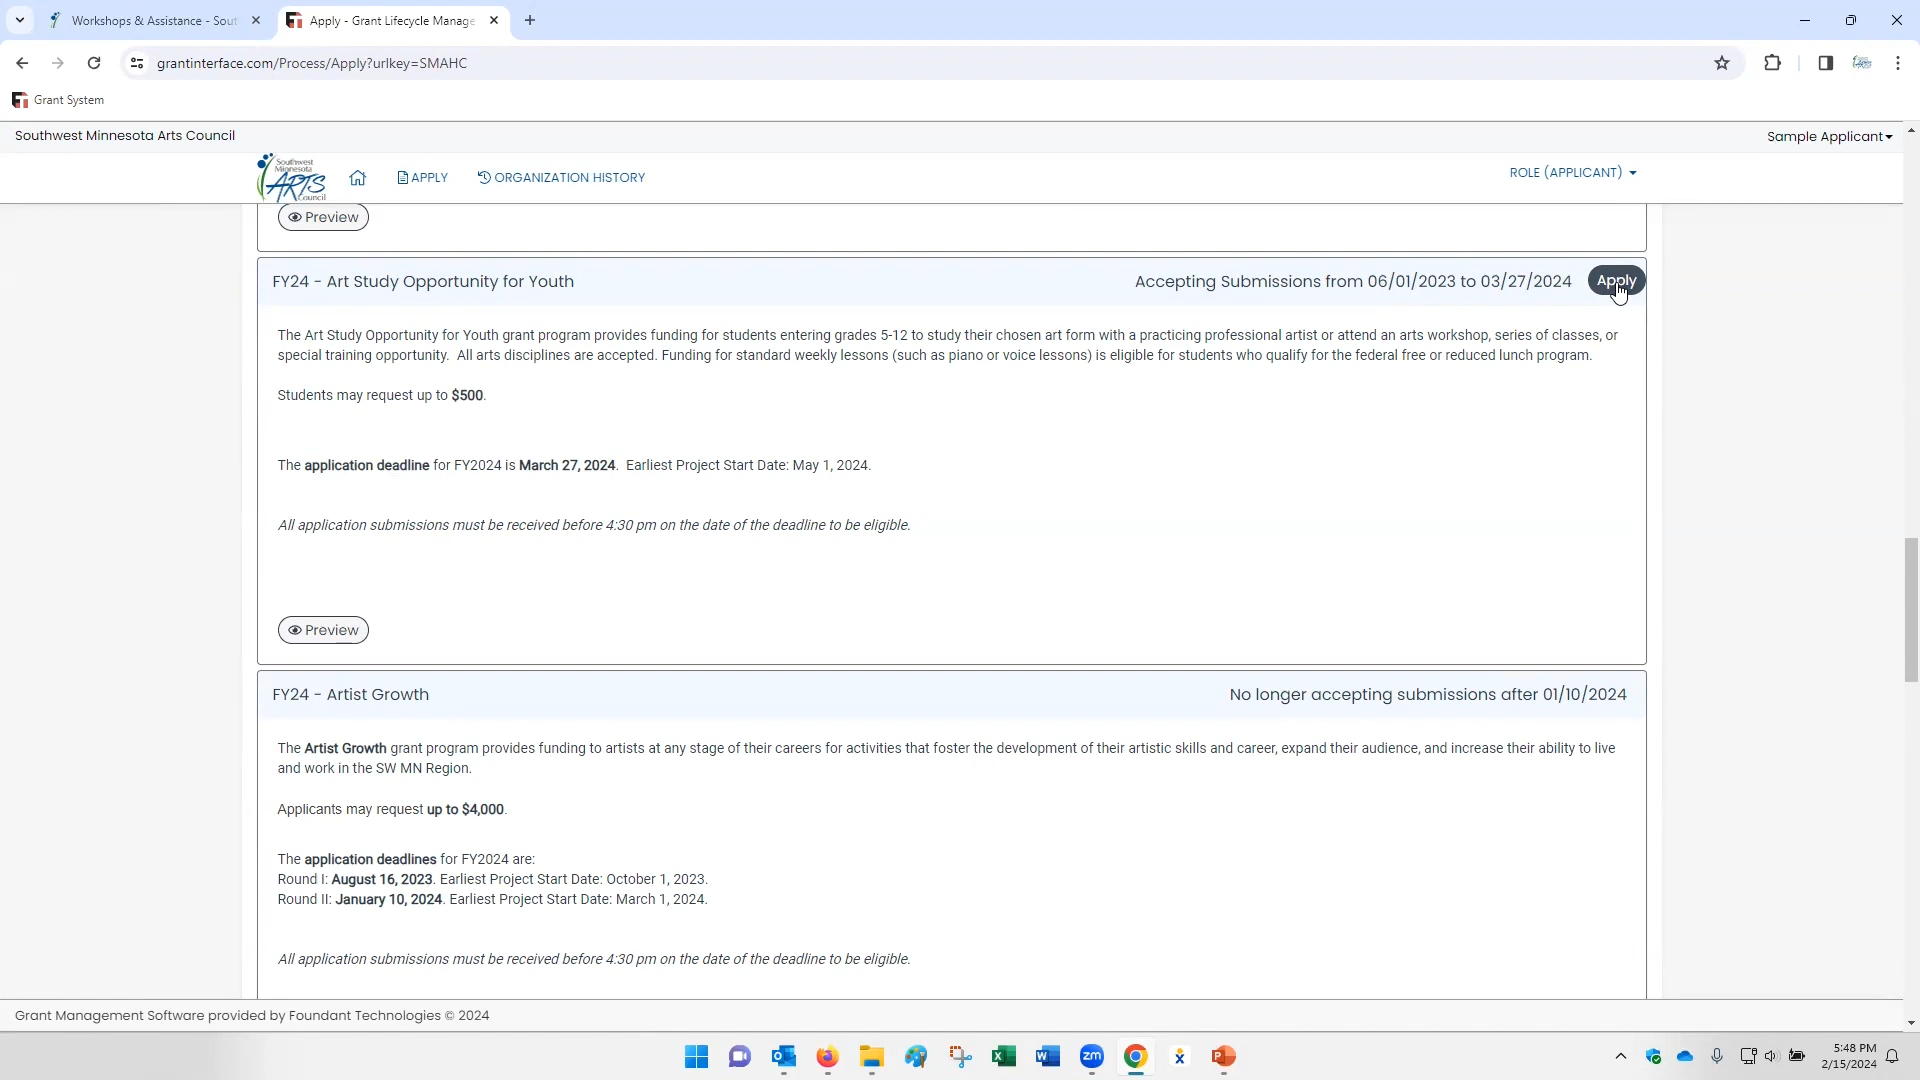 Workshops & Assistance - Sout
Apply - Grant Lifecycle Manage
grantinterface.com/Process/Apply?urlkey=SMAHC
Grant System
Southwest Minnesota Arts Council
Sample Applicant
Southwest
Minnesota
ARTS
Council
APPLY
ORGANIZATION HISTORY
ROLE (APPLICANT)
Preview
FY24 - Art Study Opportunity for Youth
Accepting Submissions from 06/01/2023 to 03/27/2024
Apply
The Art Study Opportunity for Youth grant program provides funding for students entering grades 5-12 to study their chosen art form with a practicing professional artist or attend an arts workshop, series of classes, or
special training opportunity.  All arts disciplines are accepted. Funding for standard weekly lessons (such as piano or voice lessons) is eligible for students who qualify for the federal free or reduced lunch program.
Students may request up to $500.
The application deadline for FY2024 is March 27, 2024.  Earliest Project Start Date: May 1, 2024.
All application submissions must be received before 4:30 pm on the date of the deadline to be eligible.
Preview
FY24 - Artist Growth
No longer accepting submissions after 01/10/2024
The Artist Growth grant program provides funding to artists at any stage of their careers for activities that foster the development of their artistic skills and career, expand their audience, and increase their ability to live
and work in the SW MN Region.
Applicants may request up to $4,000.
The application deadlines for FY2024 are:
Round I: August 16, 2023. Earliest Project Start Date: October 1, 2023.
Round II: January 10, 2024. Earliest Project Start Date: March 1, 2024.
All application submissions must be received before 4:30 pm on the date of the deadline to be eligible.
Grant Management Software provided by Foundant Technologies © 2024
zm
5:48 PM
2/15/2024